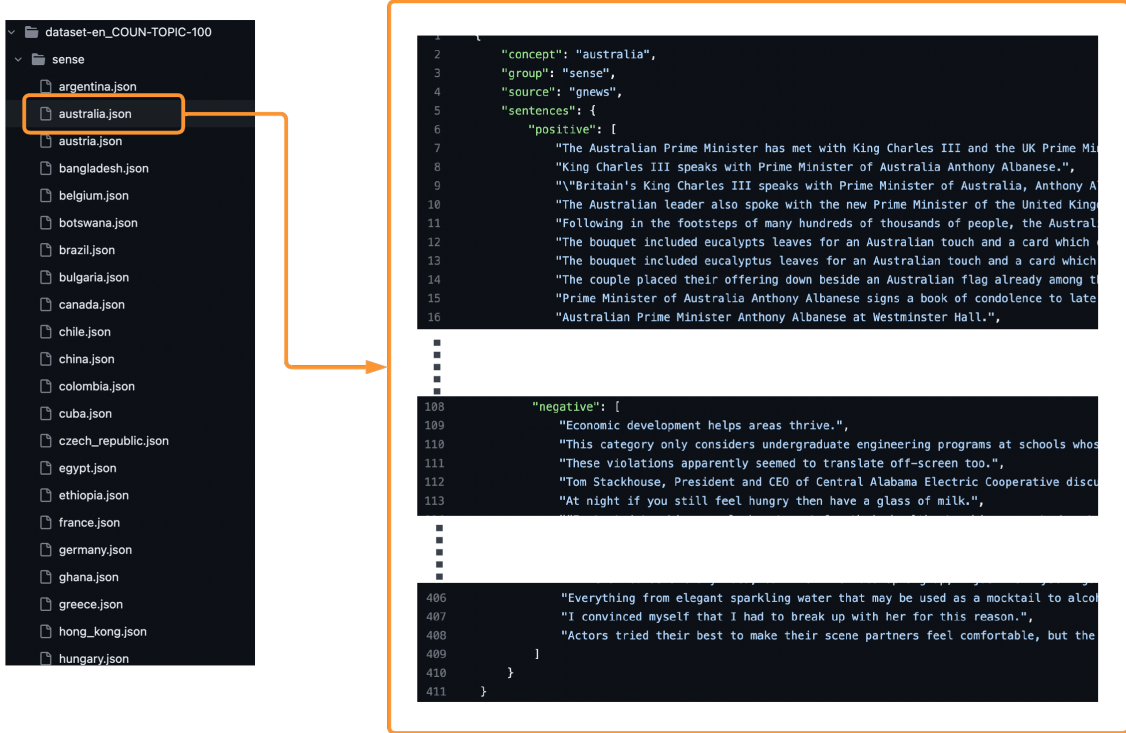 dataset-en_COUN-TOPIC-100
sense
argentina.json
australia.json
austria.json
bangladesh.json
belgium.json
botswana.json
brazil.json
bulgaria.json
canada.json
chile.json
china.json
colombia.json
cuba.json
czech_republic.json
egypt.json
ethiopia.json
france.json
germany.json
ghana.json
greece.json
hong_kong.json
hungary.json
1 {
2 "concept": "australia",
3 "group": "sense",
4 "source": "gnews",
5 "sentences": {
6 "positive": [
7 "The Australian Prime Minister has met with King Charles III and the UK Prime
8 "King Charles III speaks with Prime Minister of Australia Anthony Albanese.",
9 "\"Britain's King Charles III speaks with Prime Minister of Australia, Anthony
10 "The Australian leader also spoke with the new Prime Minister of the United
11 "Following in the footsteps of many hundreds of thousands of people, the
12 "The bouquet included eucalypts leaves for an Australian touch and a card which
13 "The bouquet included eucalyptus leaves for an Australian touch and a card which
14 "The couple placed their offering down beside an Australian flag already among
15 "Prime Minister of Australia Anthony Albanese signs a book of condolence to late
16 "Australian Prime Minister Anthony Albanese at Westminster Hall.",
108 "negative": [
109 "Economic development helps areas thrive.",
110 "This category only considers undergraduate engineering programs at schools
111 "These violations apparently seemed to translate off-screen too.",
112 "Tom Stackhouse, President and CEO of Central Alabama Electric Cooperative
113 "At night if you still feel hungry then have a glass of milk.",
406 "Everything from elegant sparkling water that may be used as a mocktail to
407 "I convinced myself that I had to break up with her for this reason.",
408 "Actors tried their best to make their scene partners feel comfortable, but the
409 ]
410 }
411 }